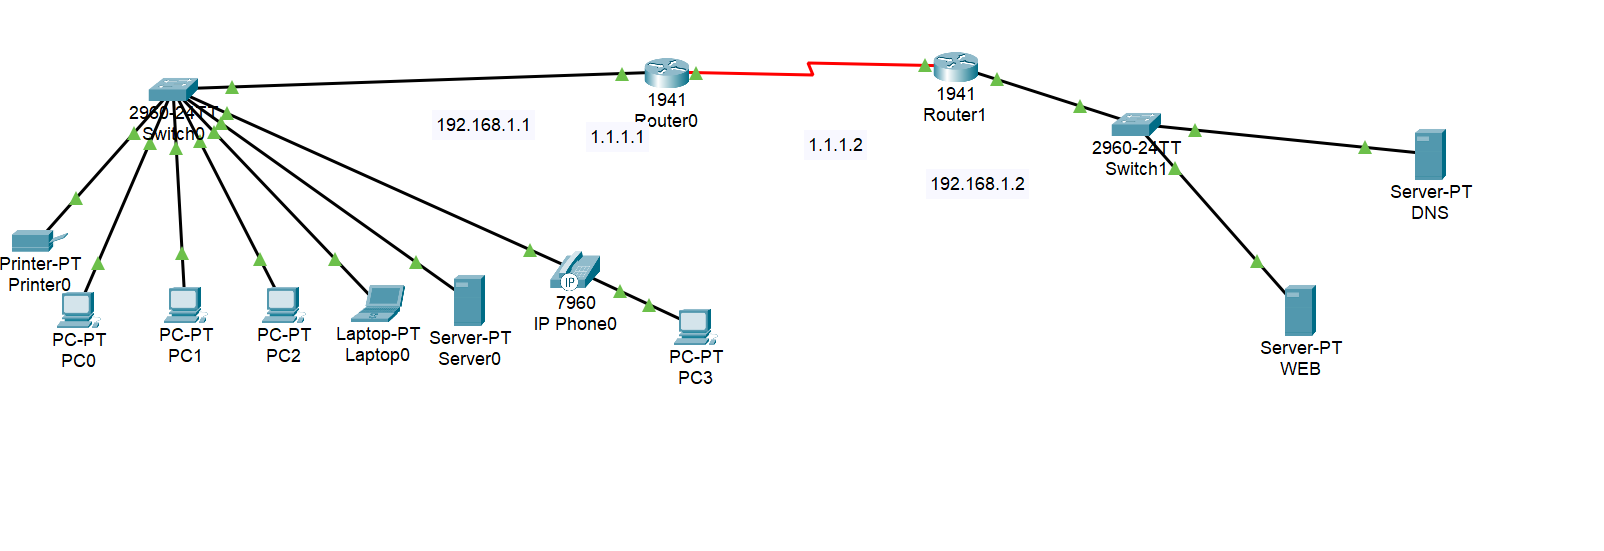 1941
Router0
1941
Router1
2960-24TT
Switch0
192.168.1.1
1.1.1.1
1.1.1.2
2960-24TT
Switch1
192.168.1.2
Server-PT
DNS
Printer-PT
Printer0
PC-PT
PC0
PC-PT
PC1
PC-PT
PC2
Laptop-PT
Laptop0
Server-PT
Server0
IP
7960
IP Phone0
PC-PT
PC3
Server-PT
WEB